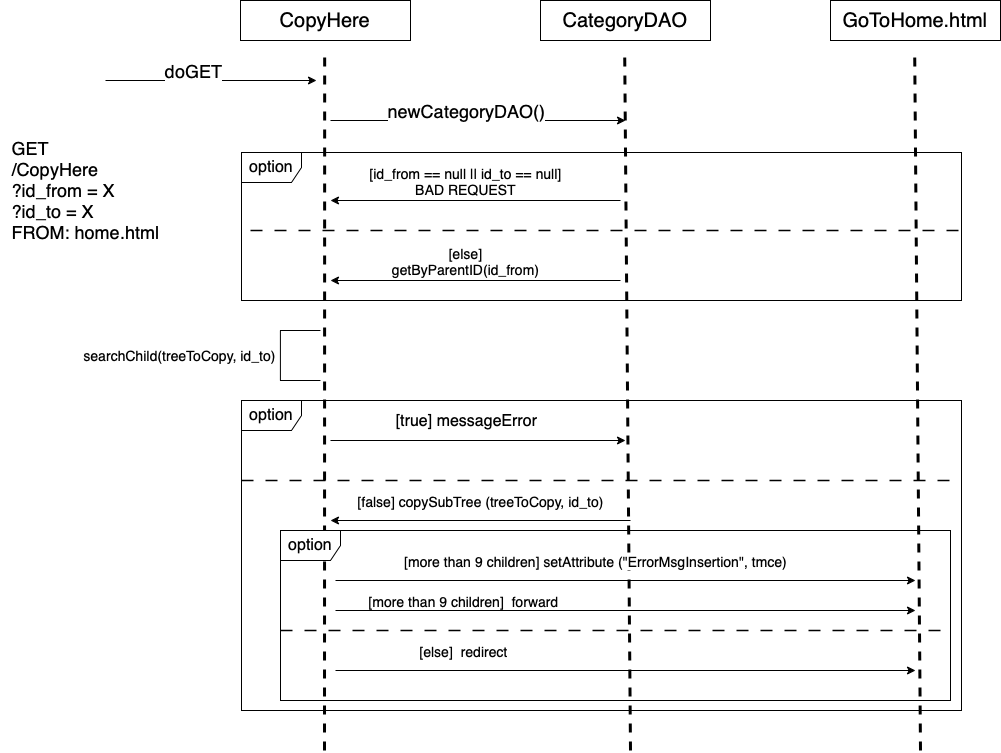 CopyHere
CategoryDAO
GoToHome.html
doGET
newCategoryDAO()
GET
/CopyHere
?id_from = X
?id_to = X
FROM: home.html
option
[id_from == null || id_to == null]
BAD REQUEST
[else]
getByParentID(id_from)
searchChild(treeToCopy, id_to)
option
[true] messageError
[false] copySubTree (treeToCopy, id_to)
option
[more than 9 children] setAttribute ("ErrorMsgInsertion", tmce)
[more than 9 children] forward
[else] redirect